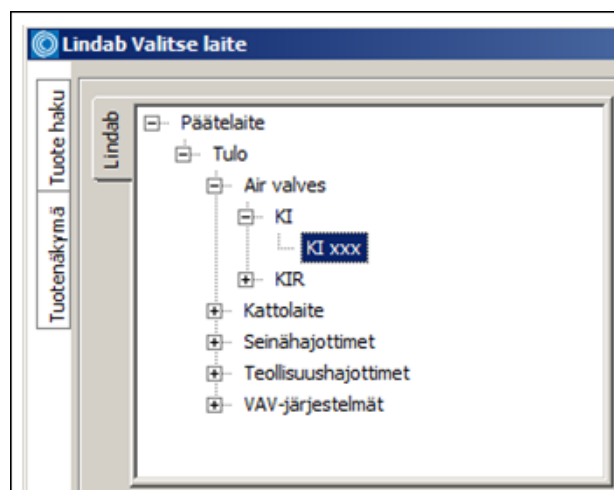 Lindab Valitse laite
Tuote haku
Tuotenäkymä
Lindab
Päätelaite
Tulo
Air valves
KI
KI xxx
KIR
Kattolaite
Seinähajottimet
Teollisuushajottimet
VAV-järjestelmät